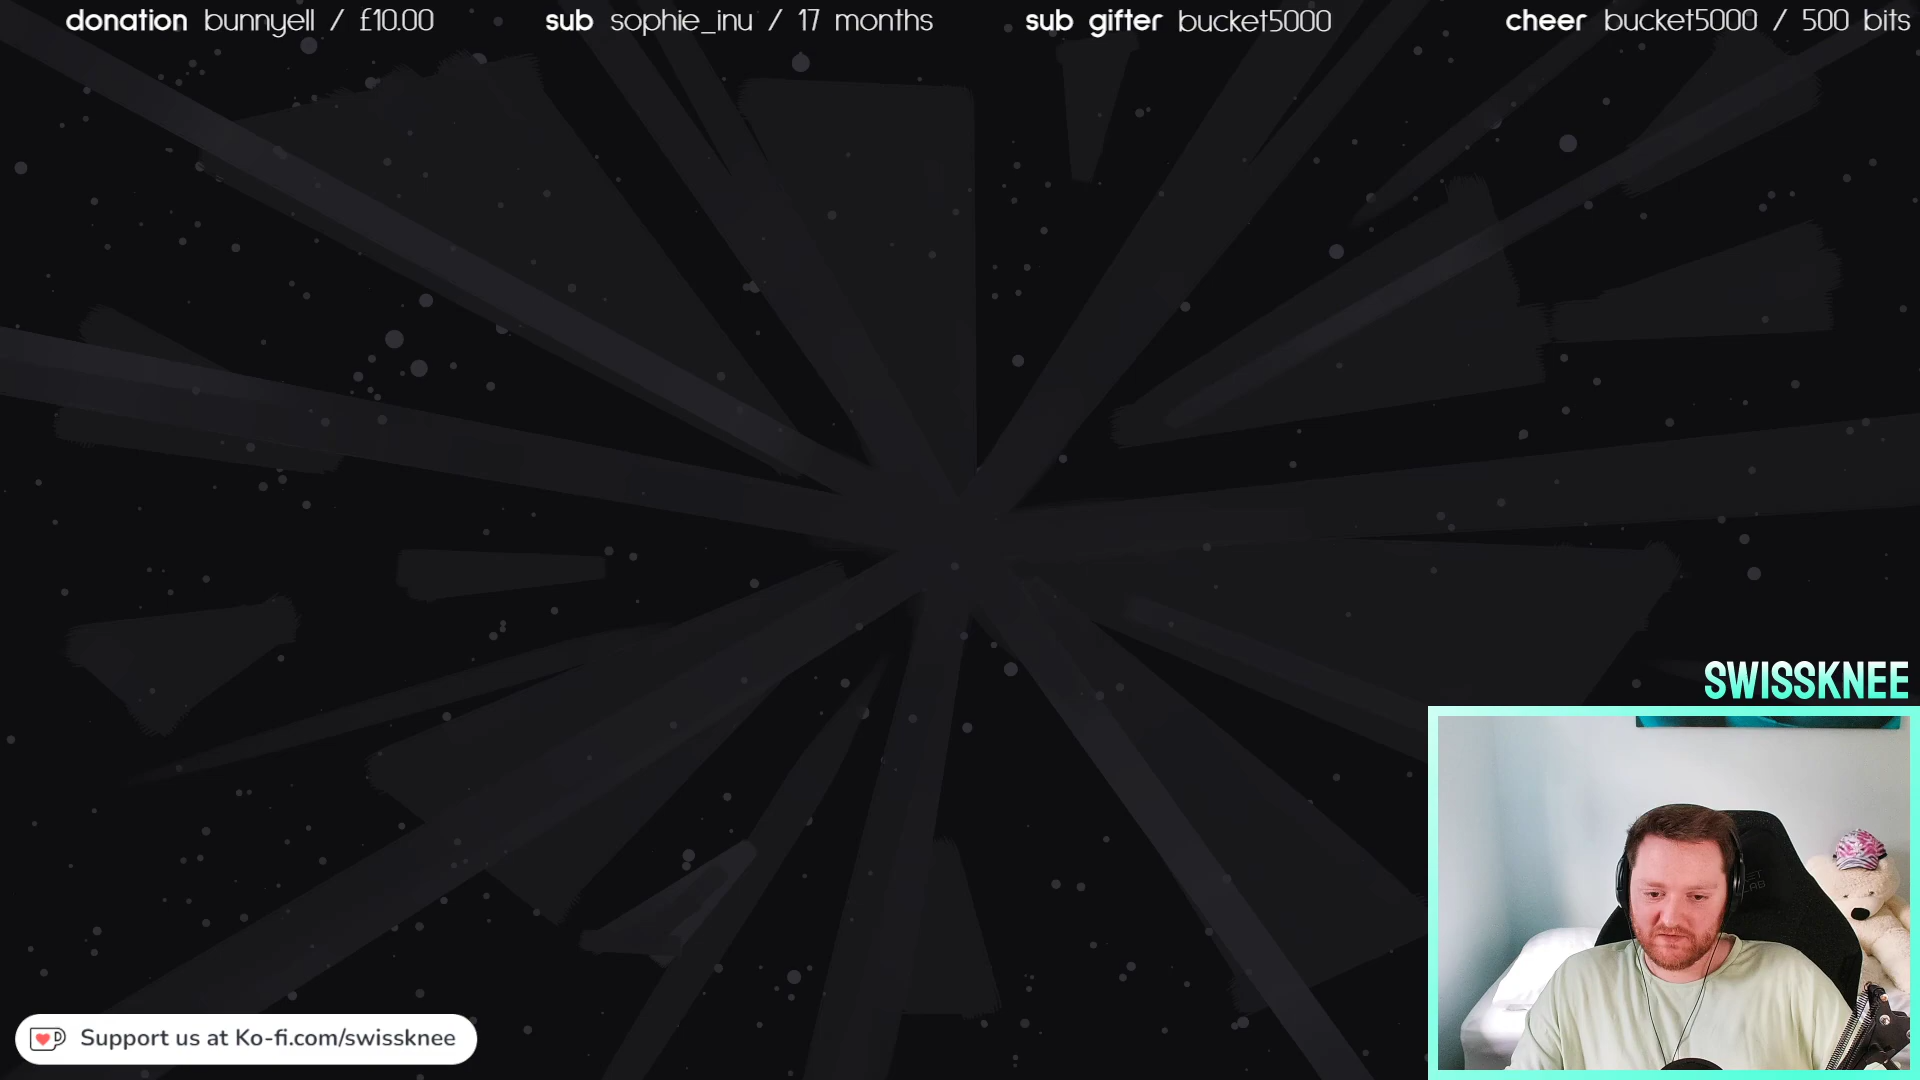 donation bunnyell / £10.00
sub sophie_inu / 17 months
sub gifter bucket5000
cheer bucket5000 / 500 bits
SWISSKNEE
Support us at Ko-fi.com/swissknee